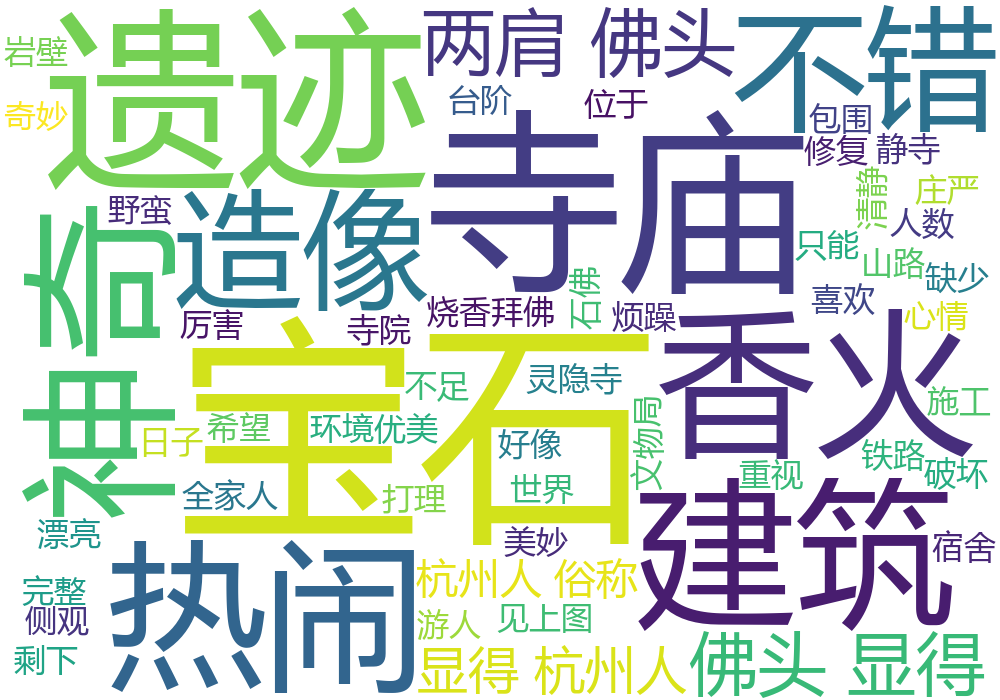 遗迹
两肩 佛头
不错
岩壁
奇妙
台阶
位于
包围
寺庙
修复
静寺
清静
庄严
野蛮
造像
神奇
人数
只能
山路
缺少
石佛
烧香拜佛
烦躁
喜欢
心情
厉害
寺院
宝石
香火
不足
灵隐寺
文物局
施工
日子
希望
环境优美
好像
铁路
重视
破坏
全家人
打理
世界
建筑
漂亮
美妙
宿舍
热闹
杭州人 俗称
完整
侧观
游人
见上图
剩下
显得 杭州人
佛头 显得